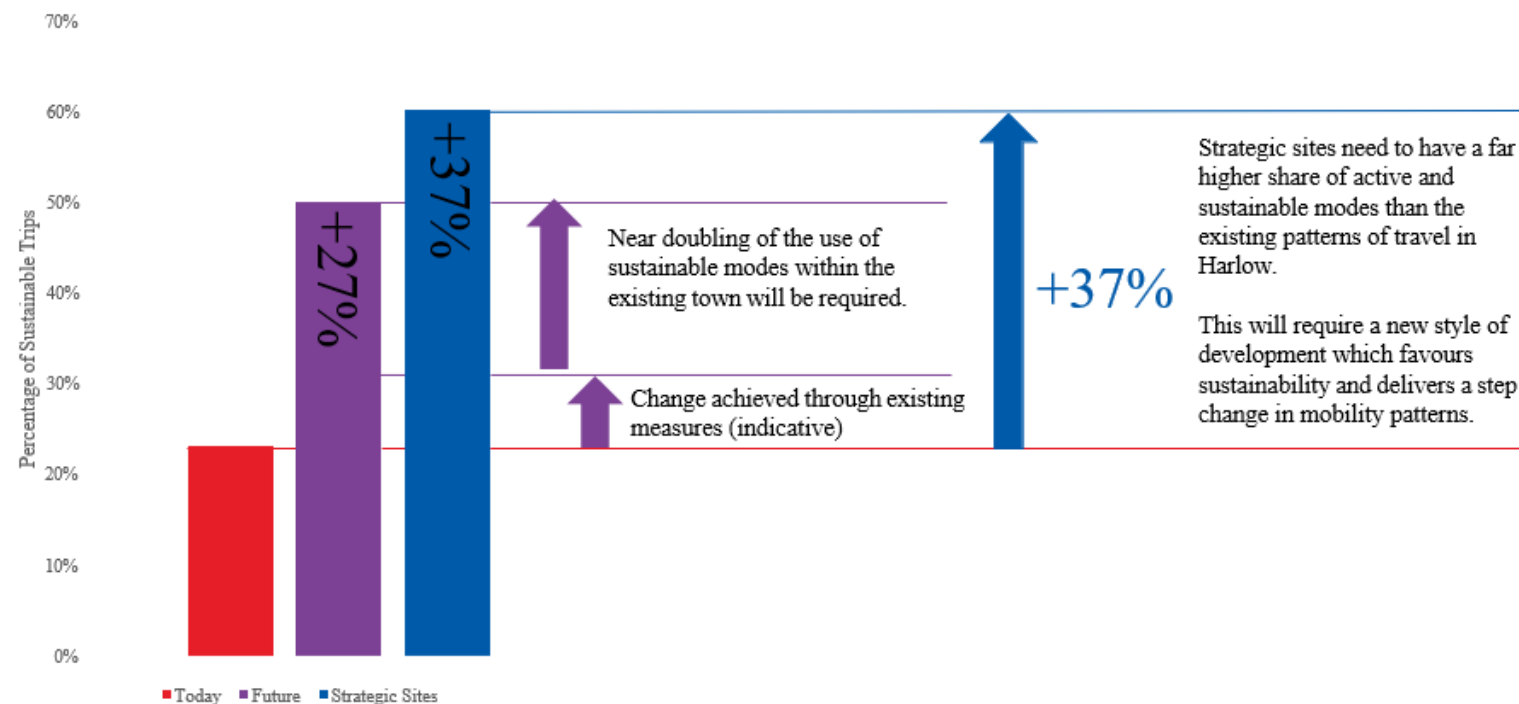 70%
60%
50%
40%
30%
20%
10%
0%
Percentage of Sustainable Trips
+27%
+37%
Near doubling of the use of
sustainable modes within the
existing town will be required.
Change achieved through existing
measures (indicative)
+37%
Strategic sites need to have a far
higher share of active and
sustainable modes than the
existing patterns of travel in
Harlow.
This will require a new style of
development which favours
sustainability and delivers a step
change in mobility patterns.
Today Future Strategic Sites